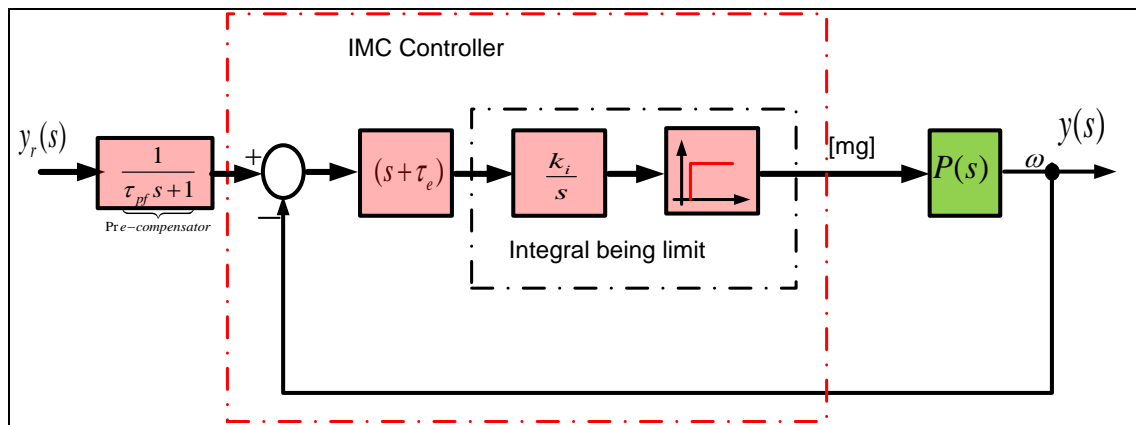 IMC Controller
y_r(s)
1
τ_pf s+1
Pre-compensator
+
−
(s+τ_e)
k_i
s
Integral being limit
[mg]
P(s)
ω
y(s)